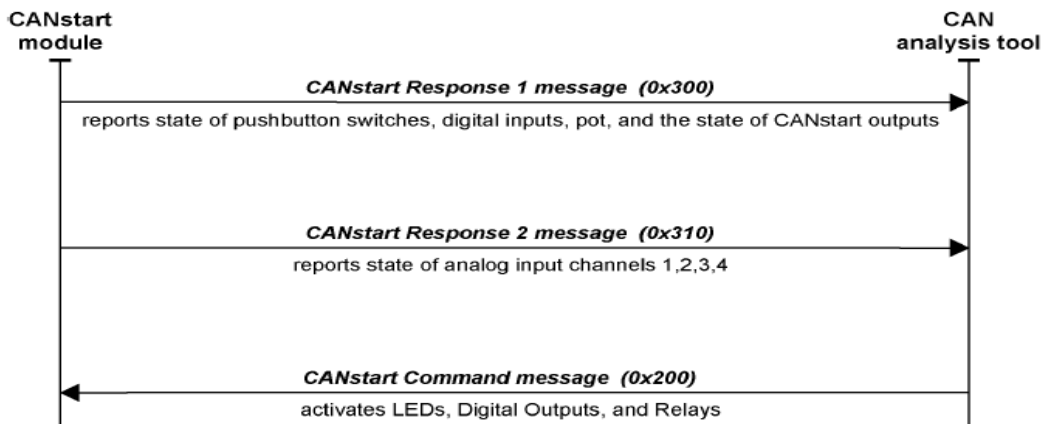 CANstart
module
CAN
analysis tool
CANstart Response 1 message (0x300)
reports state of pushbutton switches, digital inputs, pot, and the state of CANstart outputs
CANstart Response 2 message (0x310)
reports state of analog input channels 1,2,3,4
CANstart Command message (0x200)
activates LEDs, Digital Outputs, and Relays